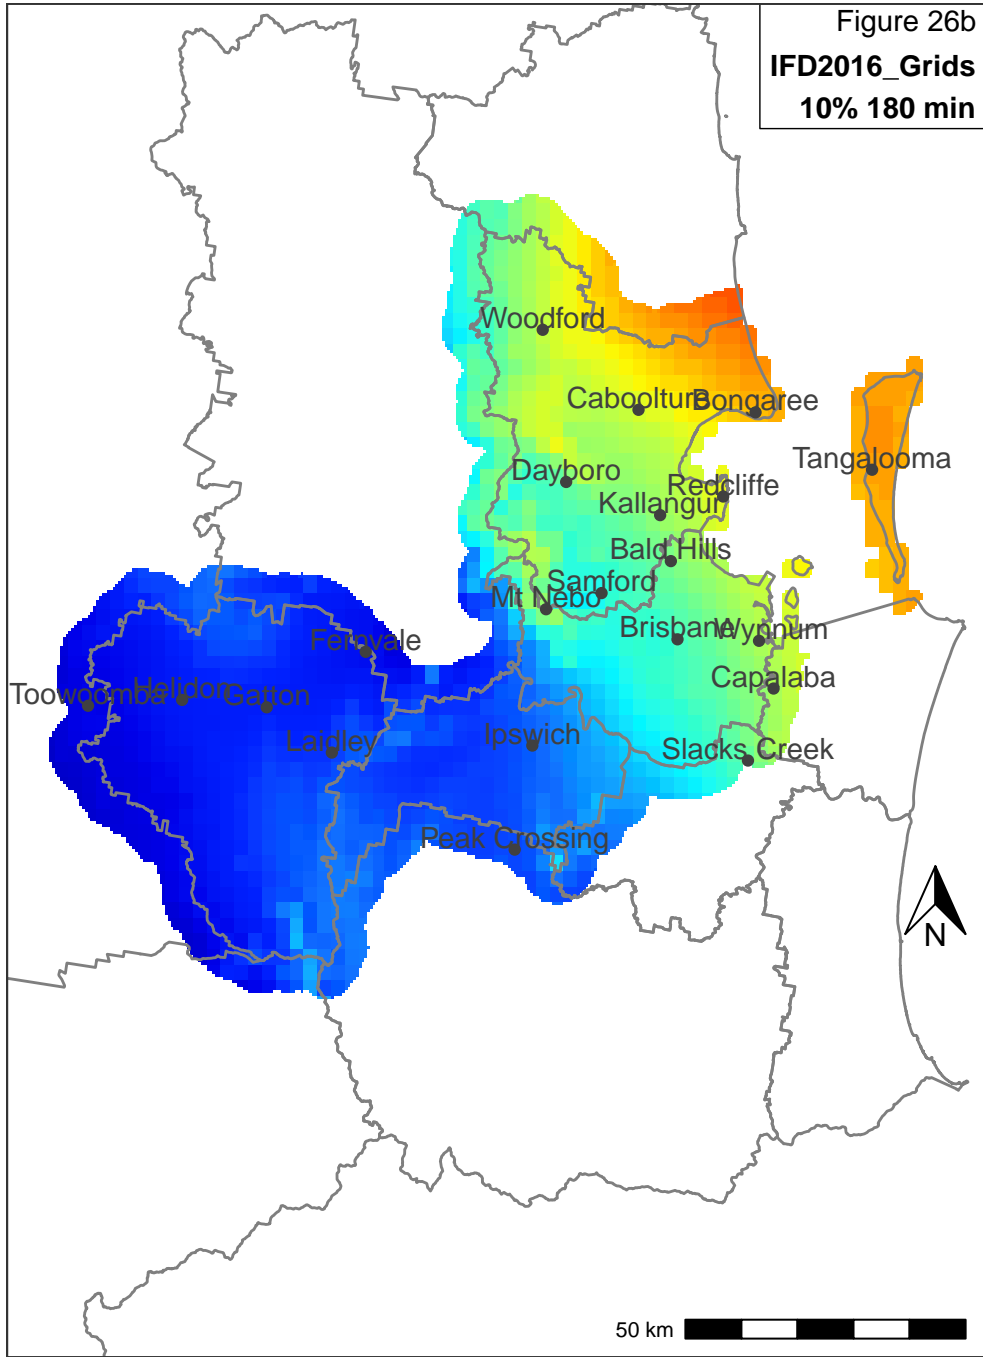 Figure 26b
IFD2016_Grids
10% 180 min
Woodford
Caboolture
Bongaree
Tangalooma
Dayboro
Redcliffe
Kallangur
Bald Hills
Samford
Mt Nebo
Brisbane
Wynnum
Fernvale
Capalaba
Toowoomba
Helidon
Gatton
Laidley
Ipswich
Slacks Creek
Peak Crossing
N
50 km